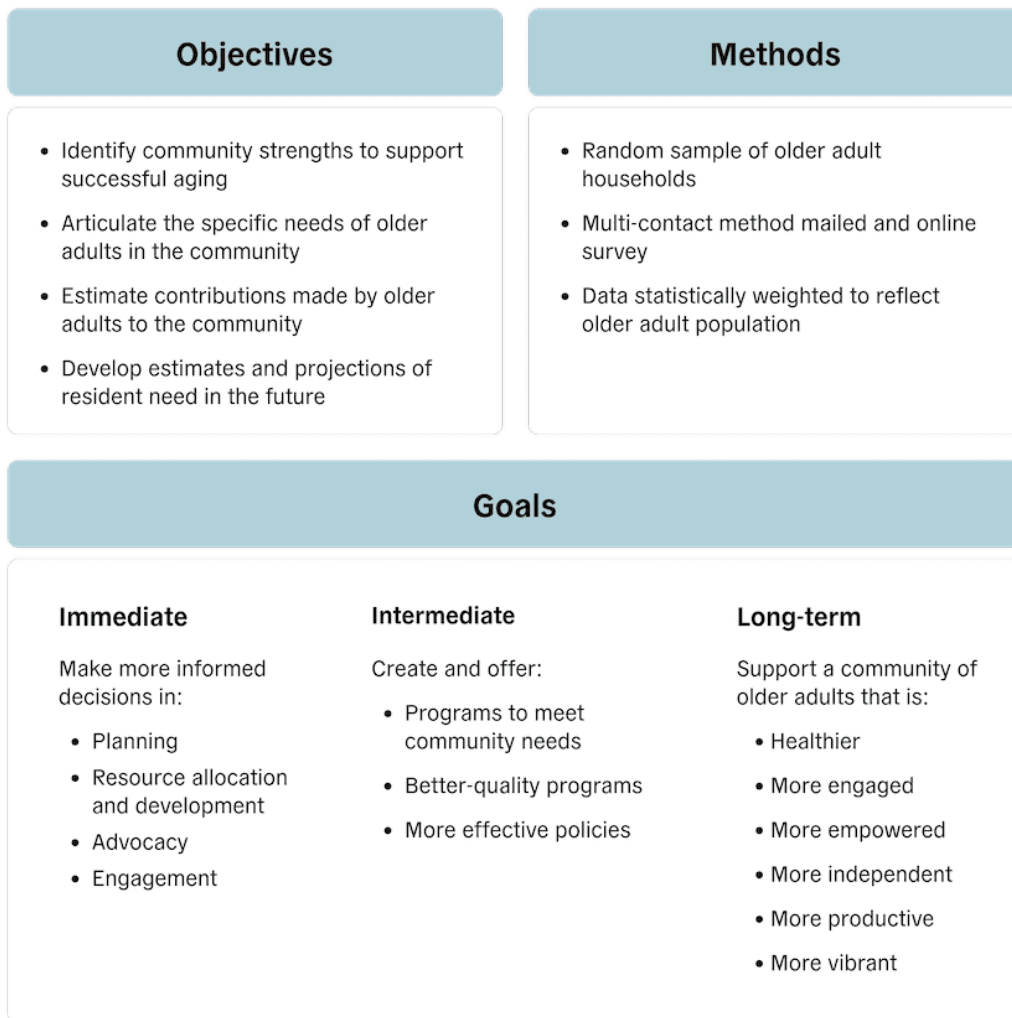 Objectives
• Identify community strengths to support
successful aging
• Articulate the specific needs of older
adults in the community
• Estimate contributions made by older
adults to the community
• Develop estimates and projections of
resident need in the future
Methods
• Random sample of older adult
households
• Multi-contact method mailed and online
survey
• Data statistically weighted to reflect
older adult population
Goals
Immediate
Make more informed
decisions in:
• Planning
• Resource allocation
and development
• Advocacy
• Engagement
Intermediate
Create and offer:
• Programs to meet
community needs
• Better-quality programs
• More effective policies
Long-term
Support a community of
older adults that is:
• Healthier
• More engaged
• More empowered
• More independent
• More productive
• More vibrant